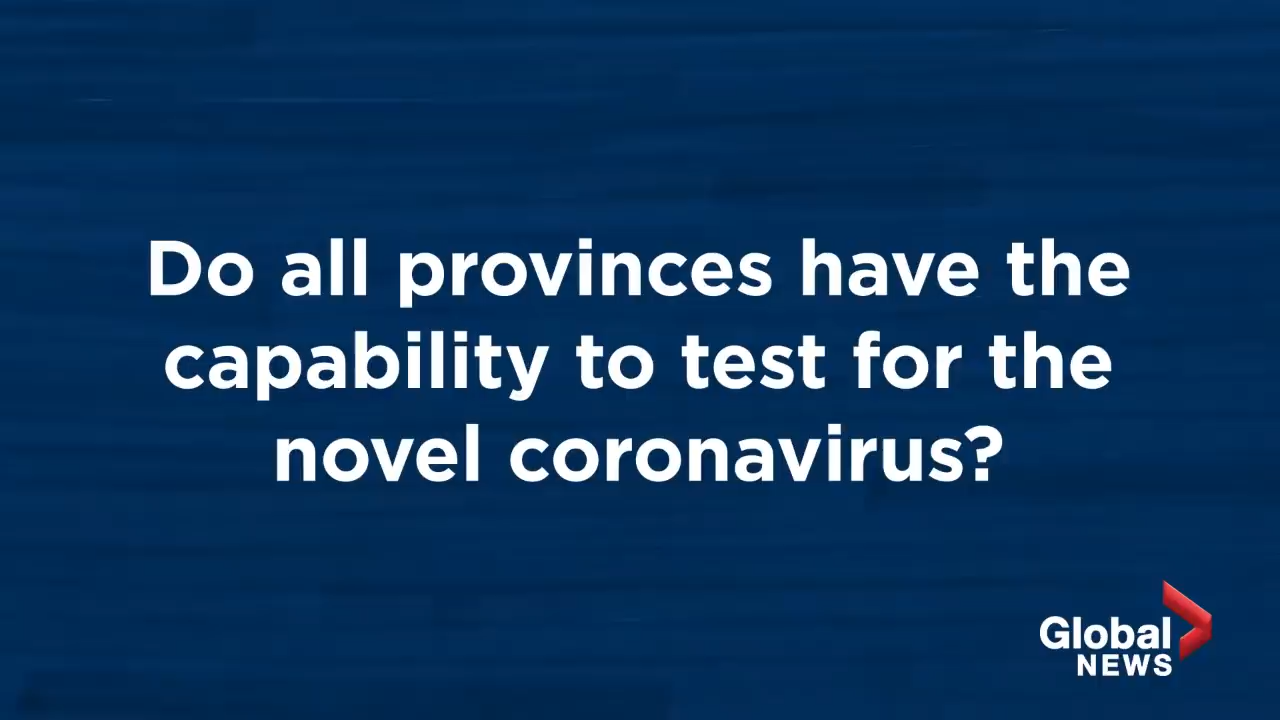 Do all provinces have the
capability to test for the
novel coronavirus?
Global
NEWS